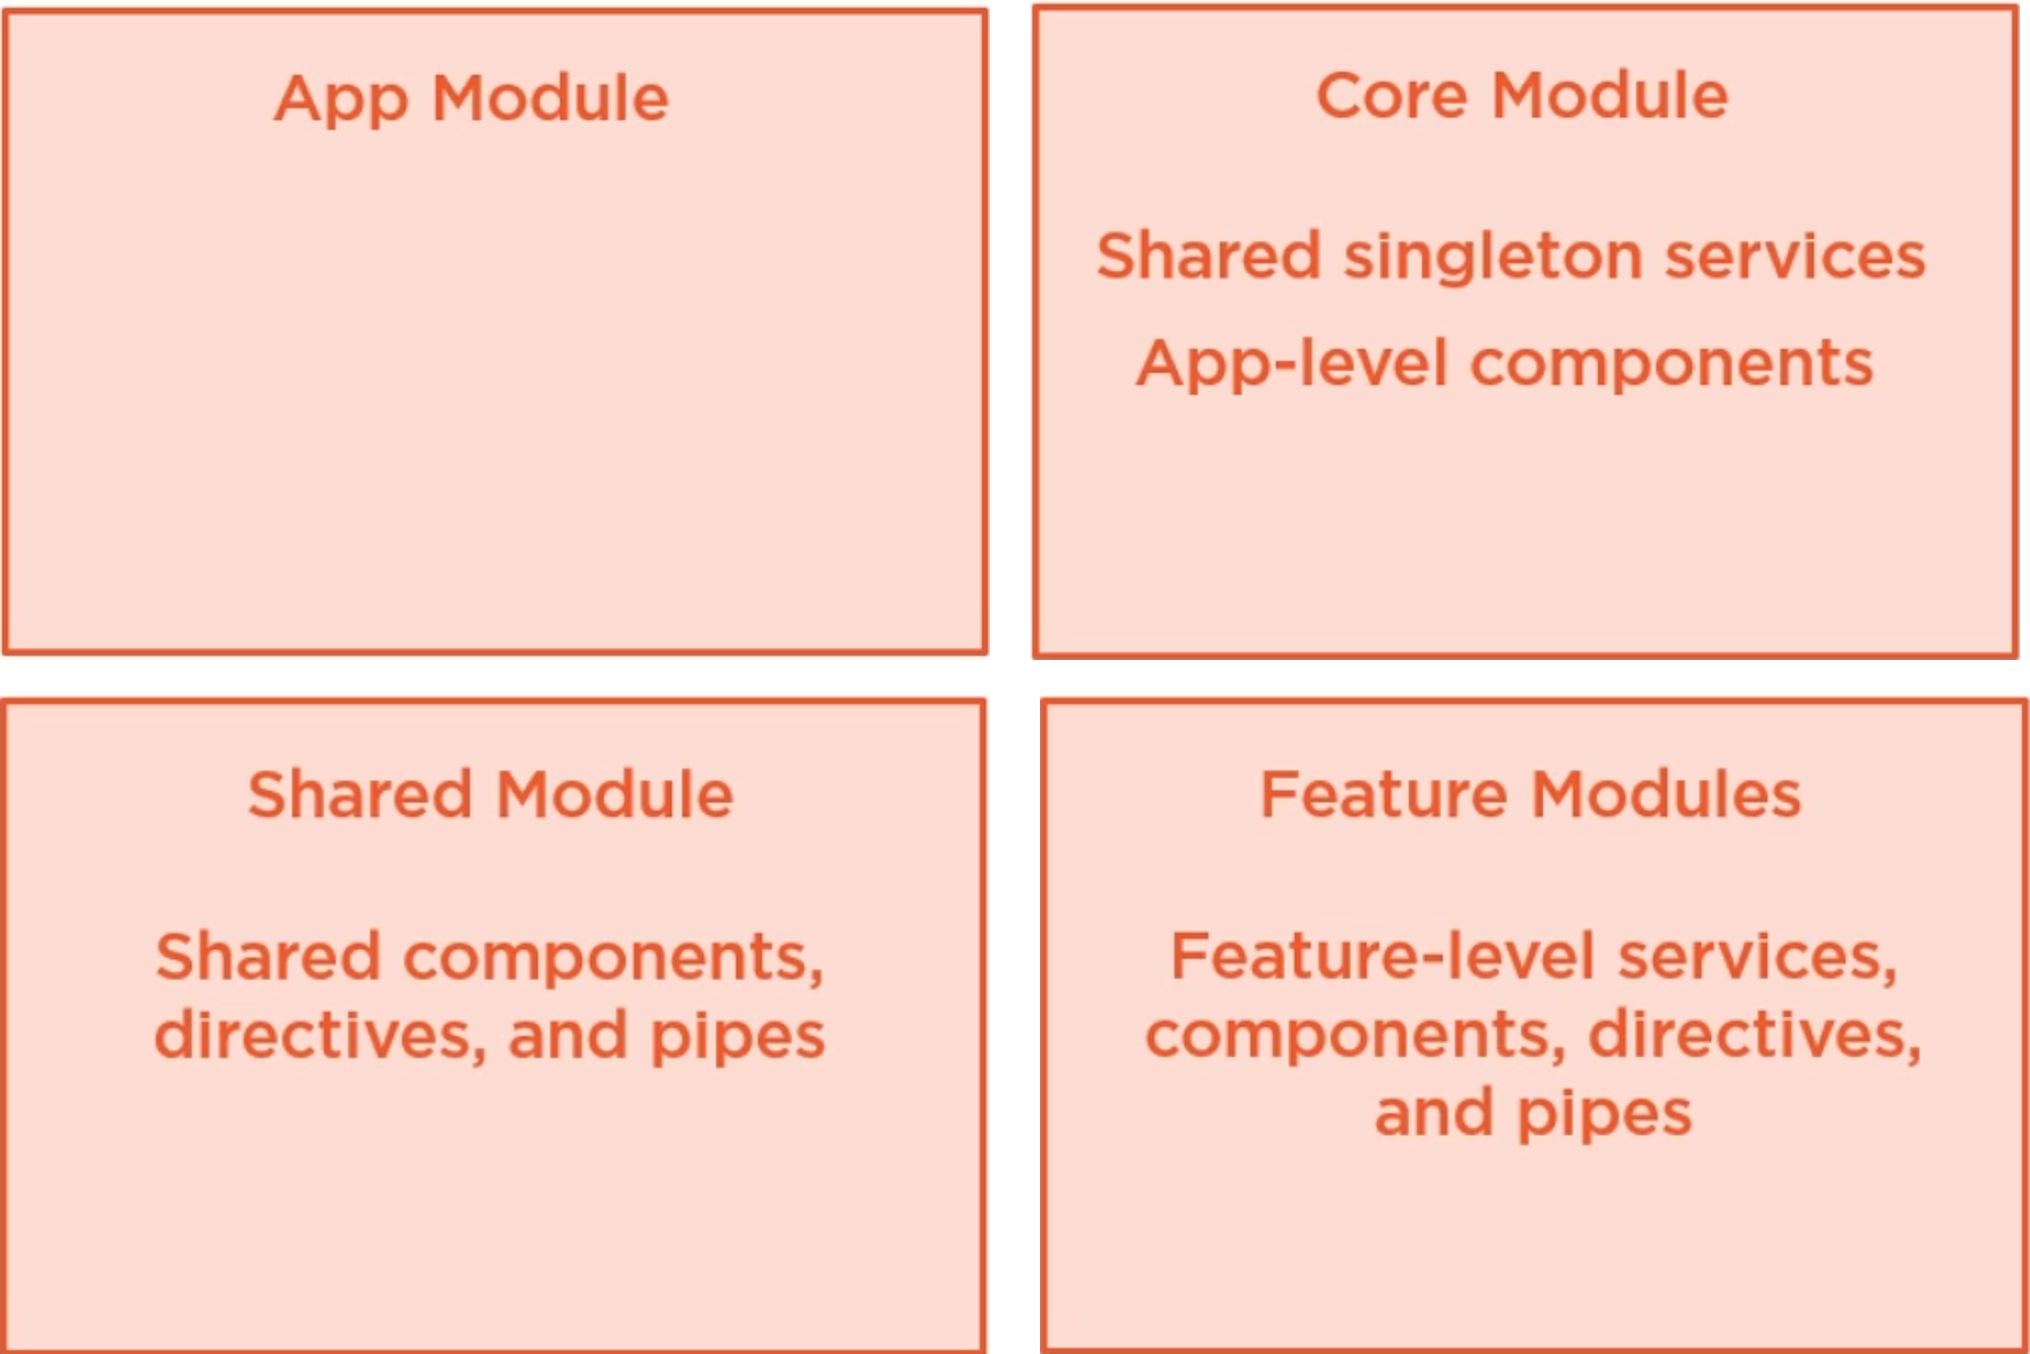 App Module
Core Module
Shared singleton services
App-level components
Shared Module
Shared components,
directives, and pipes
Feature Modules
Feature-level services,
components, directives,
and pipes